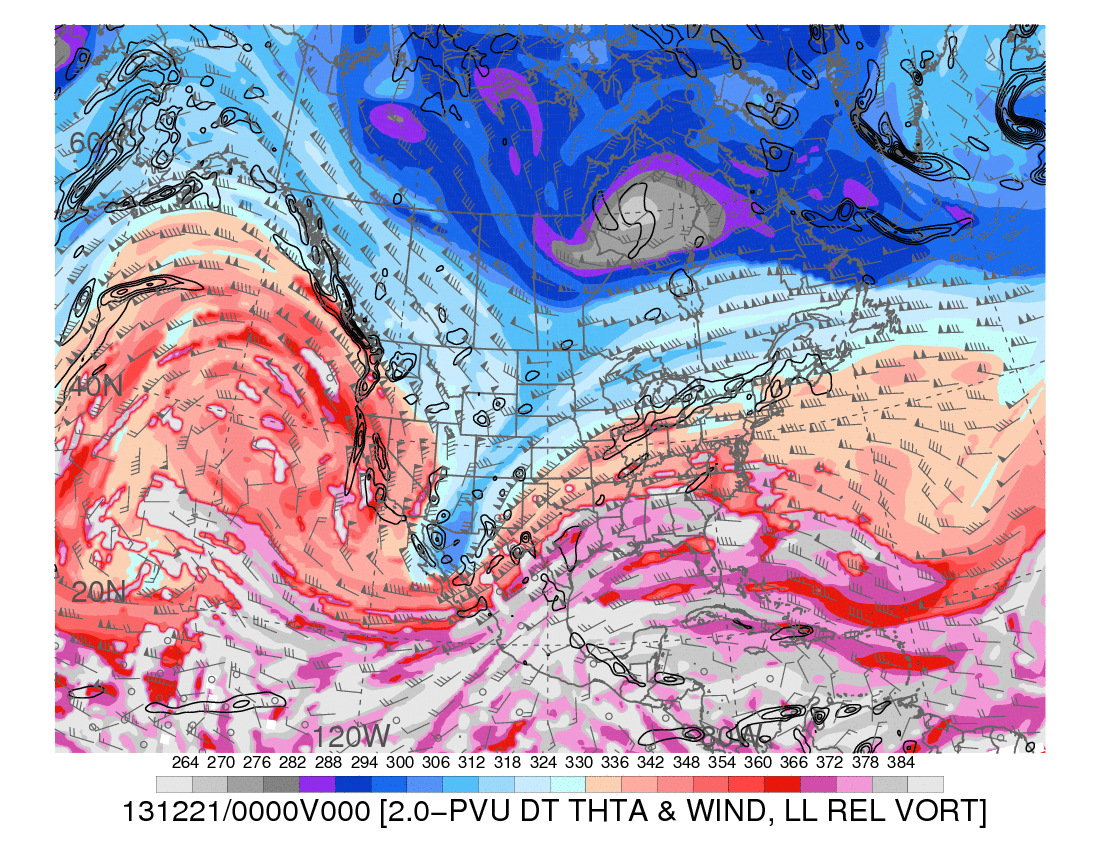 60N
40N
20N
120W
80W
264 270 276 282 288 294 300 306 312 318 324 330 336 342 348 354 360 366 372 378 384
131221/0000V000 [2.0−PVU DT THTA & WIND, LL REL VORT]